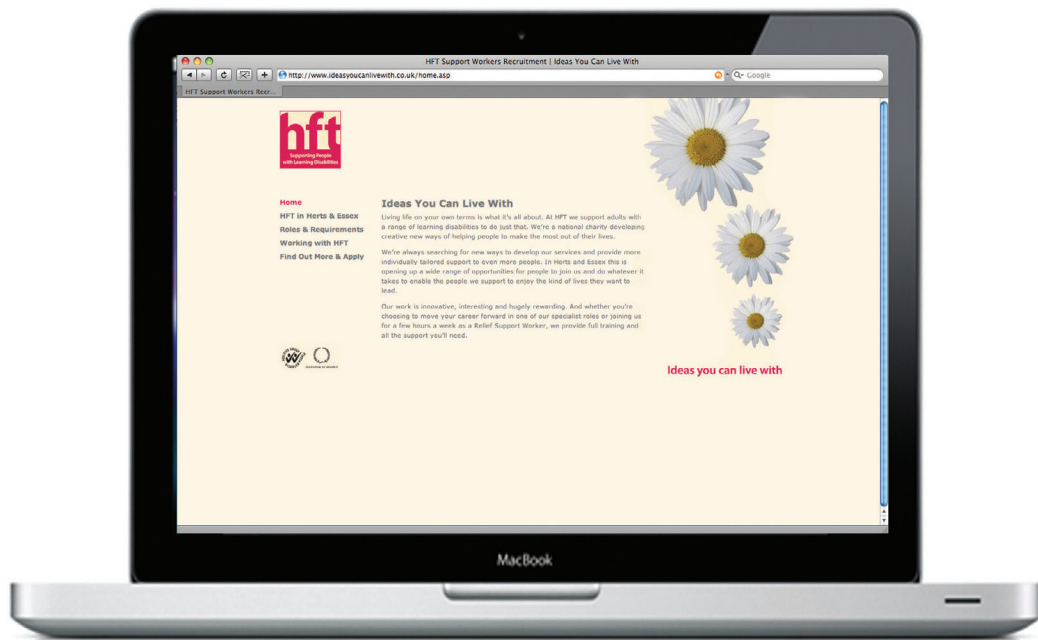 HFT Support Workers Recruitment | Ideas You Can Live With
http://www.ideasyoucanlivewith.co.uk/home.asp
Google
HFT Support Workers Recr...
hft
Supporting People
with Learning Disabilities
Home
HFT in Herts & Essex
Roles & Requirements
Working with HFT
Find Out More & Apply
Ideas You Can Live With
Living life on your own terms is what it's all about. At HFT we support adults with
a range of learning disabilities to do just that. We're a national charity developing
creative new ways of helping people to make the most out of their lives.
We're always searching for new ways to develop our services and provide more
individually tailored support to even more people. In Herts and Essex this is
opening up a wide range of opportunities for people to join us and do whatever it
takes to enable the people we support to enjoy the kind of lives they want to
lead.
Our work is innovative, interesting and hugely rewarding. And whether you're
choosing to move your career forward in one of our specialist roles or joining us
for a few hours a week as a Relief Support Worker, we provide full training and
all the support you'll need.
Ideas you can live with
MacBook